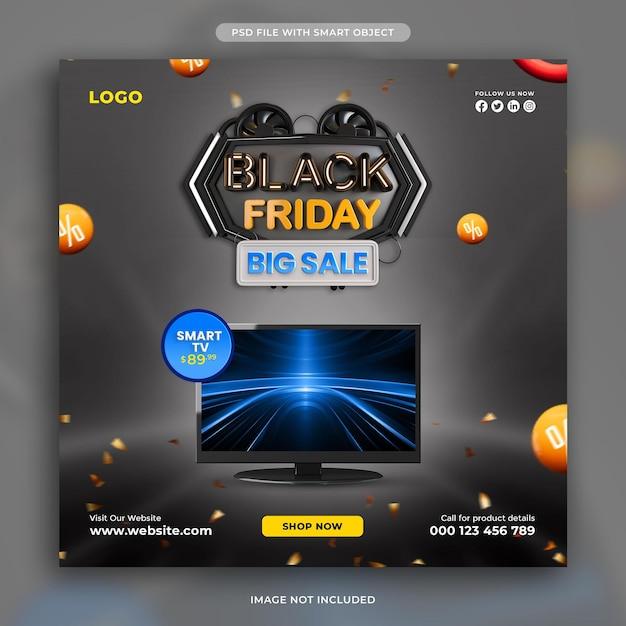 PSD FILE WITH SMART OBJECT
LOGO
FOLLOW US NOW
BLACK
FRIDAY
BIG SALE
SMART
TV
$89.99
%
%
%
Visit Our Website
www.website.com
SHOP NOW
Call for product details
000 123 456 789
IMAGE NOT INCLUDED